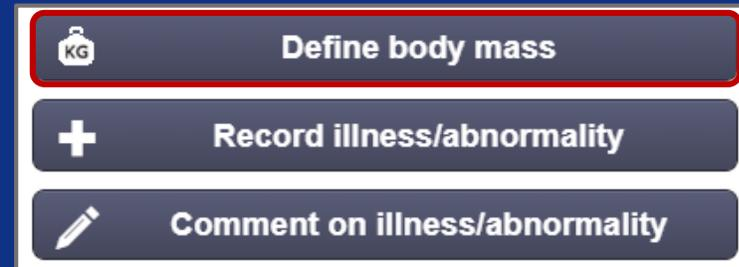 KG Define body mass
Record illness/abnormality
Comment on illness/abnormality